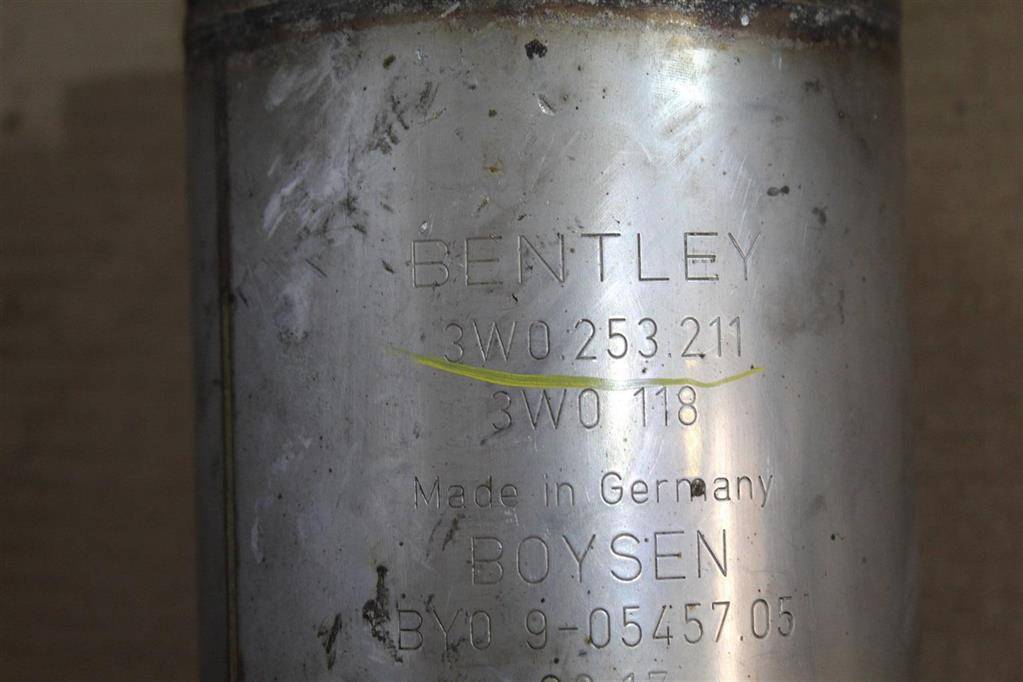 BENTLEY
3W0.253.211
3W0 118
Made in Germany
BOYSEN
BY0 9-05457.05